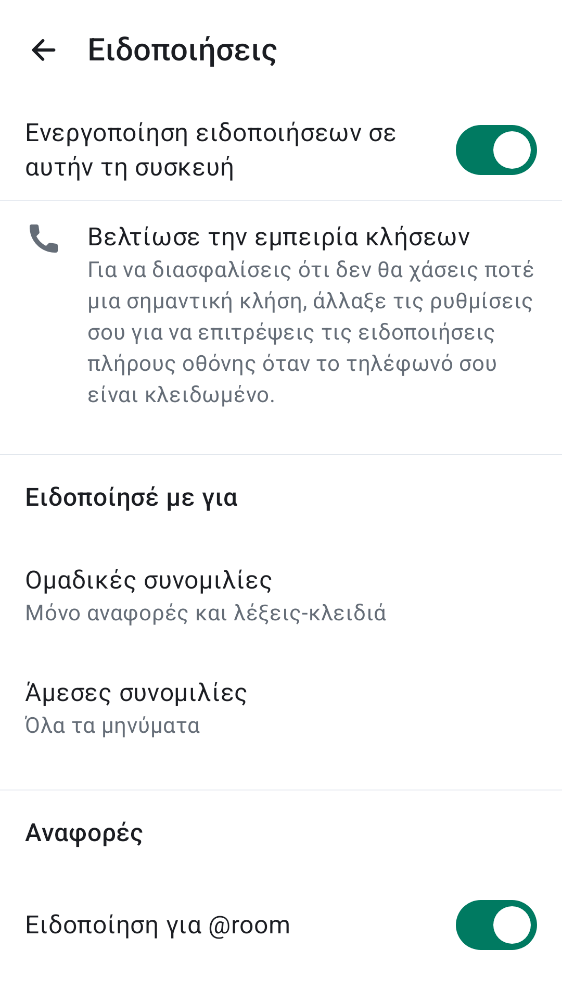 Ειδοποιήσεις
Ενεργοποίηση ειδοποιήσεων σε
αυτήν τη συσκευή
Βελτίωσε την εμπειρία κλήσεων
Για να διασφαλίσεις ότι δεν θα χάσεις ποτέ
μια σημαντική κλήση, άλλαξε τις ρυθμίσεις
σου για να επιτρέψεις τις ειδοποιήσεις
πλήρους οθόνης όταν το τηλέφωνό σου
είναι κλειδωμένο.
Ειδοποίησέ με για
Ομαδικές συνομιλίες
Μόνο αναφορές και λέξεις-κλειδιά
Άμεσες συνομιλίες
Όλα τα μηνύματα
Αναφορές
Ειδοποίηση για @room